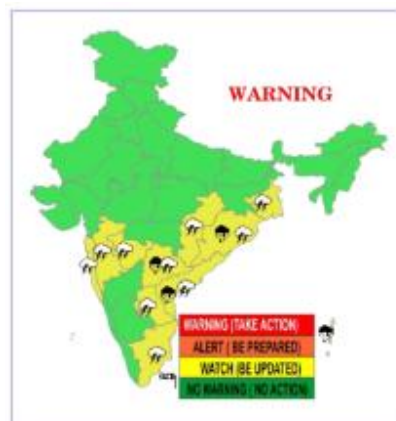 WARNING
WARNING (TAKE ACTION)
ALERT ( BE PREPARED)
WATCH (BE UPDATED)
NO WARNING ( NO ACTION)